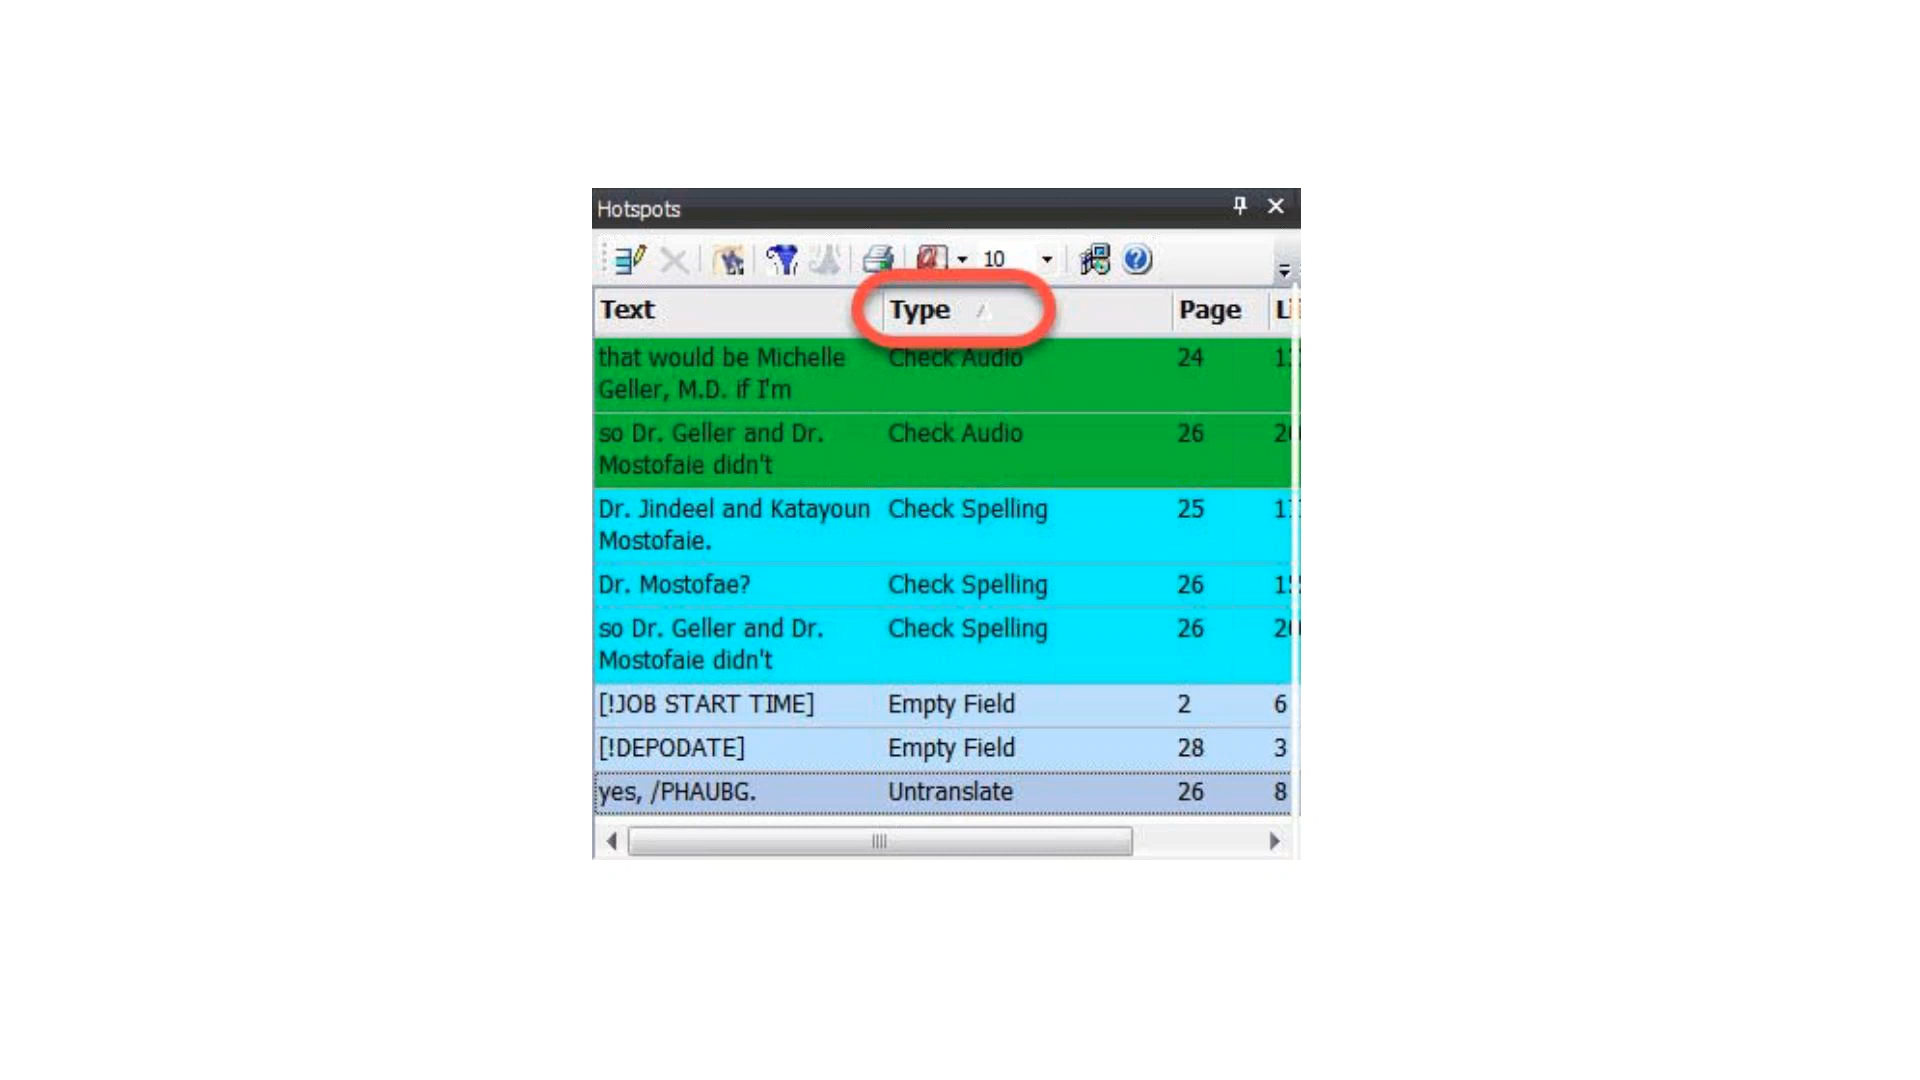 Hotspots
10
Text Type Page
that would be Michelle Check Audio 24
Geller, M.D. if I'm
so Dr. Geller and Dr. Check Audio 26
Mostofaie didn't
Dr. Jindeel and Katayoun Check Spelling 25
Mostofaie.
Dr. Mostofae? Check Spelling 26
so Dr. Geller and Dr. Check Spelling 26
Mostofaie didn't
[!JOB START TIME] Empty Field 2 6
[!DEPODATE] Empty Field 28 3
yes, /PHAUBG. Untranslate 26 8